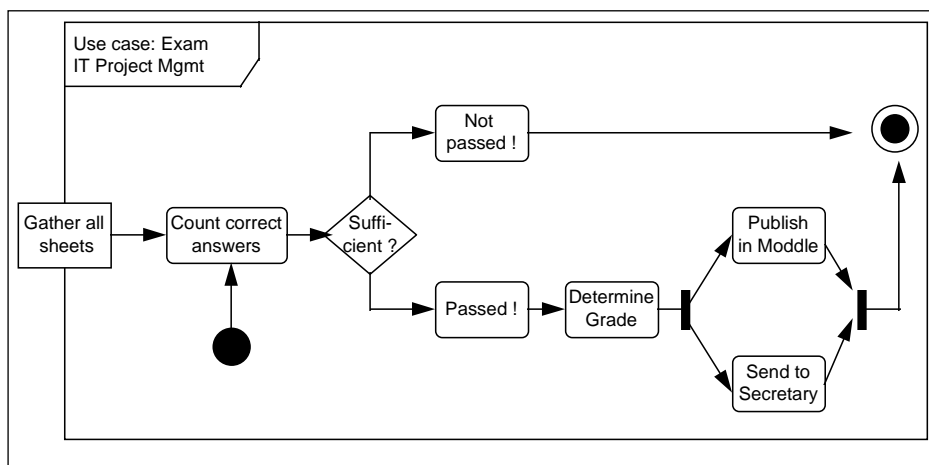 Use case: Exam
IT Project Mgmt
Not
passed !
Gather all
sheets
Count correct
answers
Suffi-
cient ?
Publish
in Moddle
Passed !
Determine
Grade
Send to
Secretary